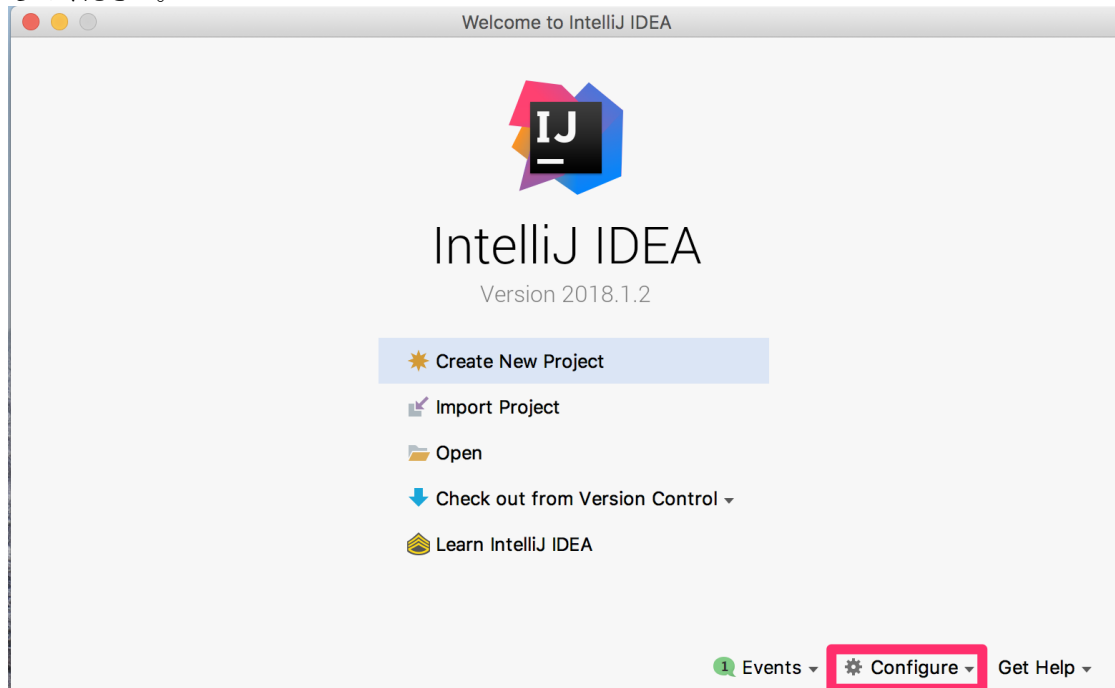 Welcome to IntelliJ IDEA
IJ
IntelliJ IDEA
Version 2018.1.2
Create New Project
Import Project
Open
Check out from Version Control
Learn IntelliJ IDEA
1 Events Configure Get Help